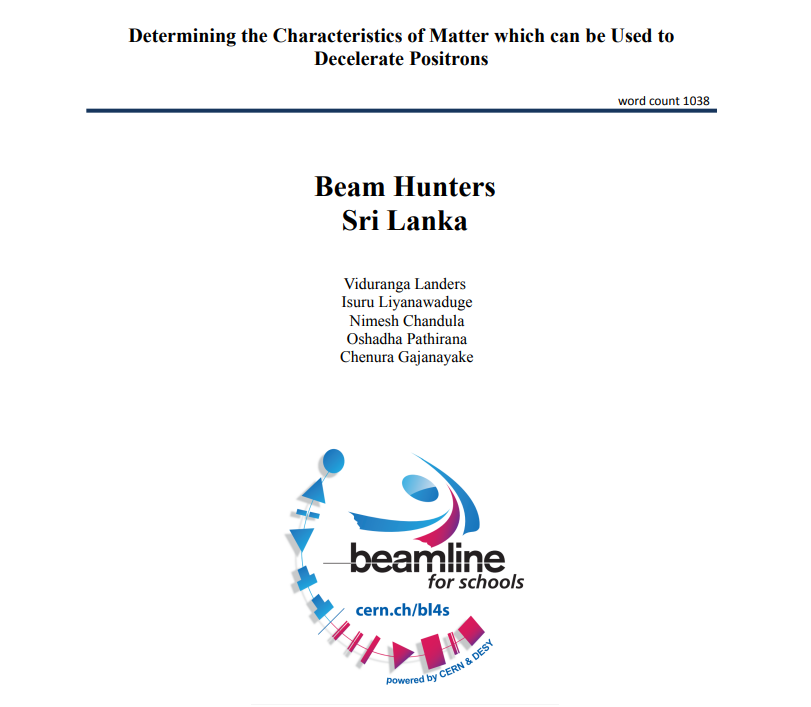 Determining the Characteristics of Matter which can be Used to
Decelerate Positrons
word count 1038
Beam Hunters
Sri Lanka
Viduranga Landers
Isuru Liyanawaduge
Nimesh Chandula
Oshadha Pathirana
Chenura Gajanayake
beamline
for schools
cern.ch/bl4s
powered by CERN & DESY